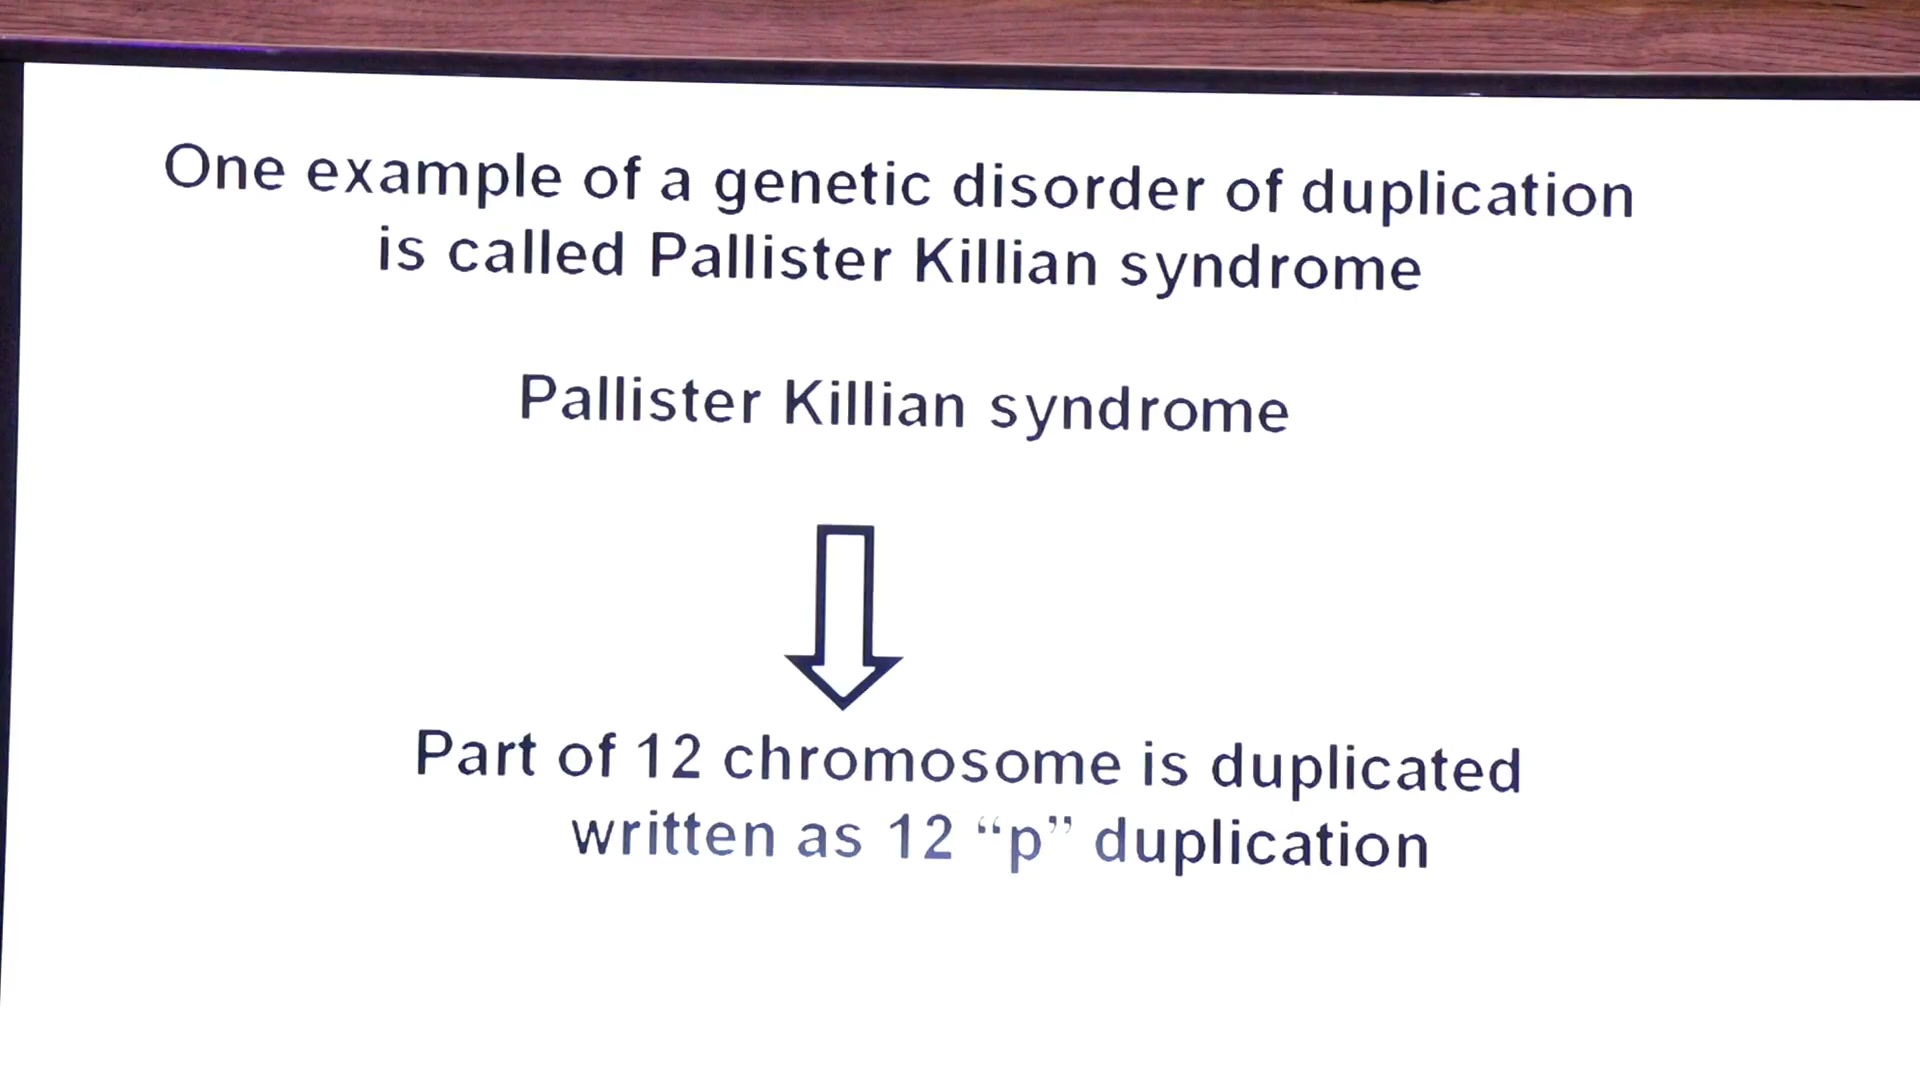 One example of a genetic disorder of duplication
is called Pallister Killian syndrome
Pallister Killian syndrome
Part of 12 chromosome is duplicated
written as 12 “p” duplication